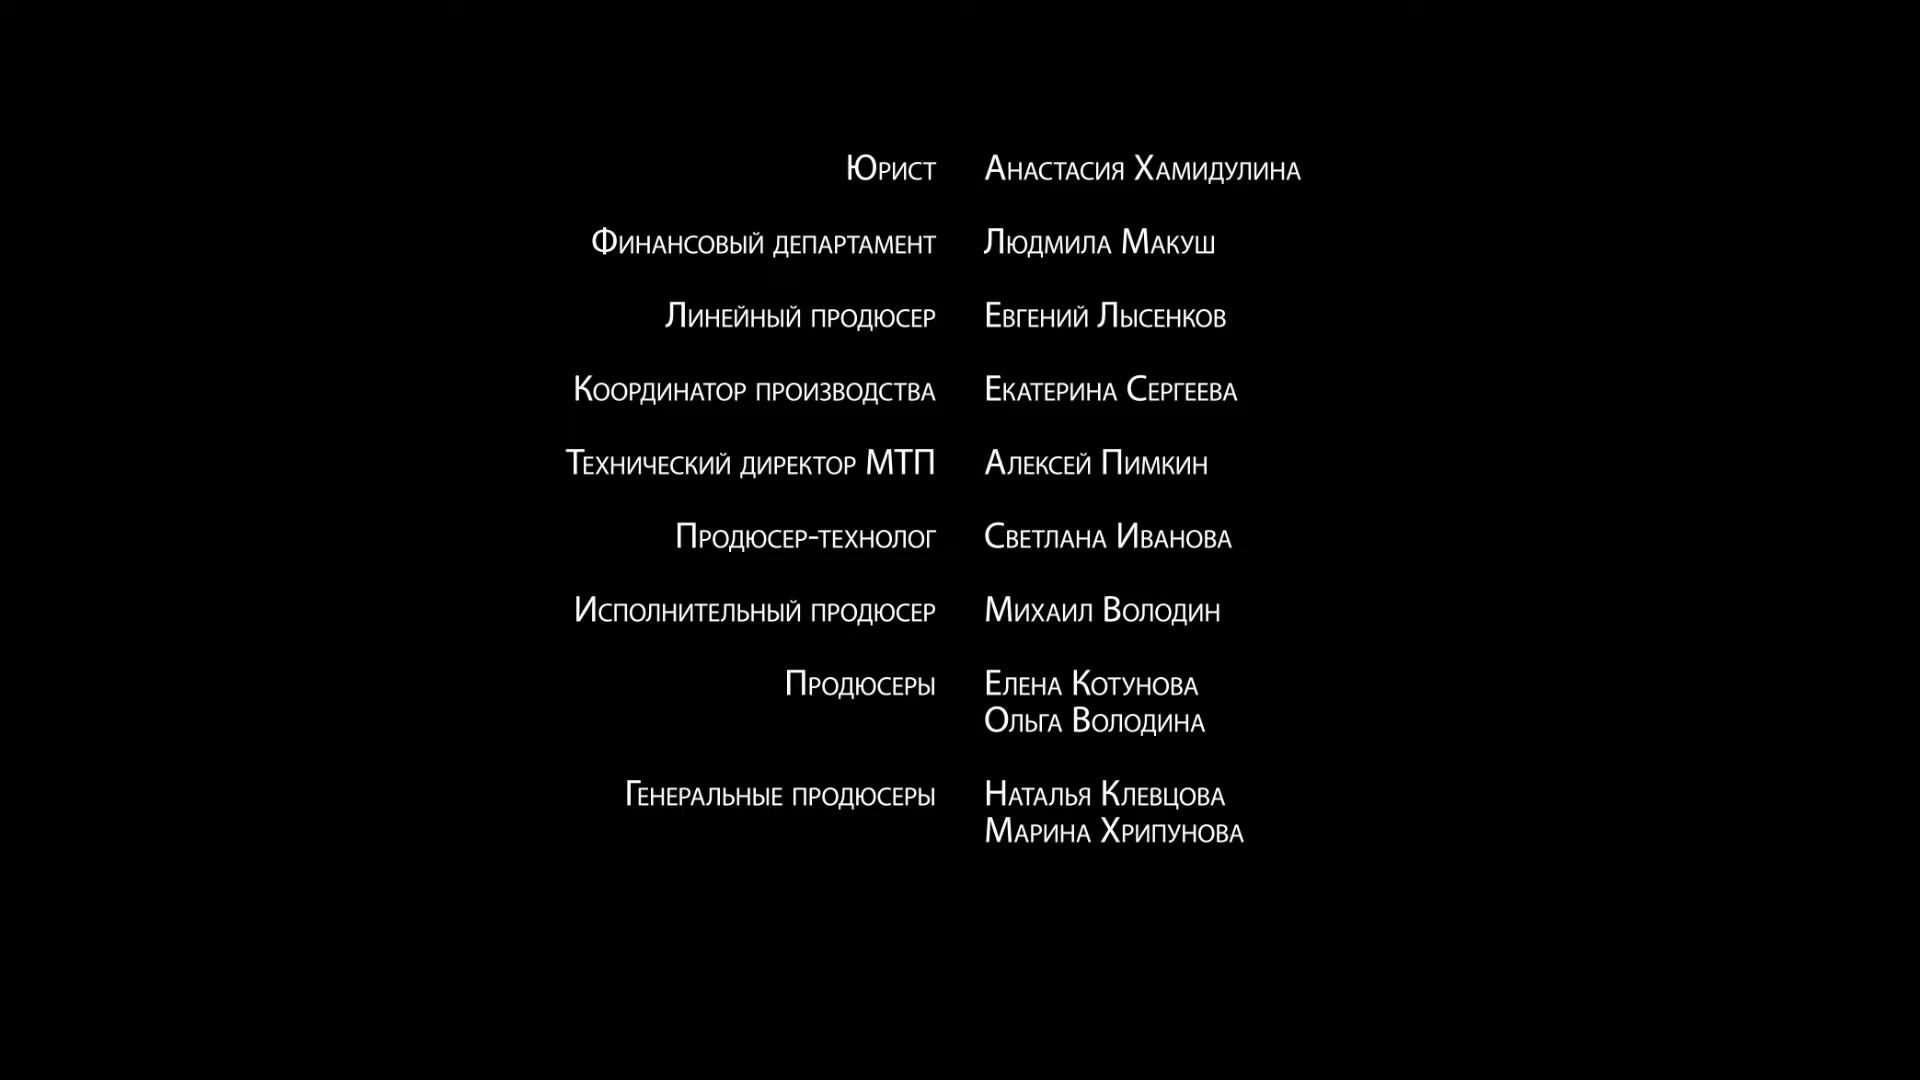 Юрист Анастасия Хамидулина
Финансовый департамент Людмила Макуш
Линейный продюсер Евгений Лысенков
Координатор производства Екатерина Сергеева
Технический директор МТП Алексей Пимкин
Продюсер-технолог Светлана Иванова
Исполнительный продюсер Михаил Володин
Продюсеры Елена Котунова
Ольга Володина
Генеральные продюсеры Наталья Клевцова
Марина Хрипунова